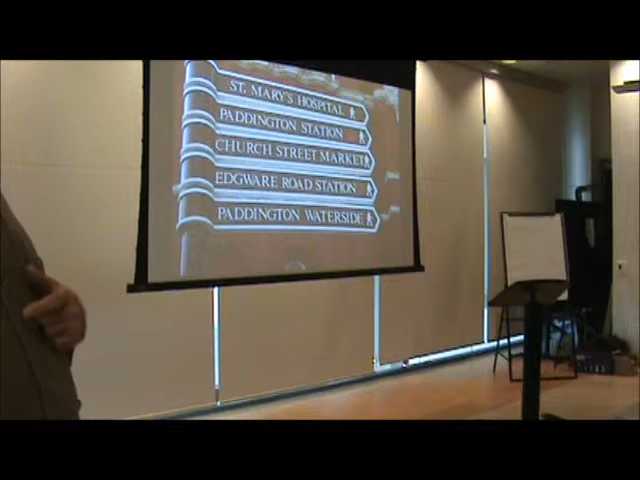 ST. MARY'S HOSPITAL
PADDINGTON STATION
CHURCH STREET MARKET
EDGWARE ROAD STATION
PADDINGTON WATERSIDE